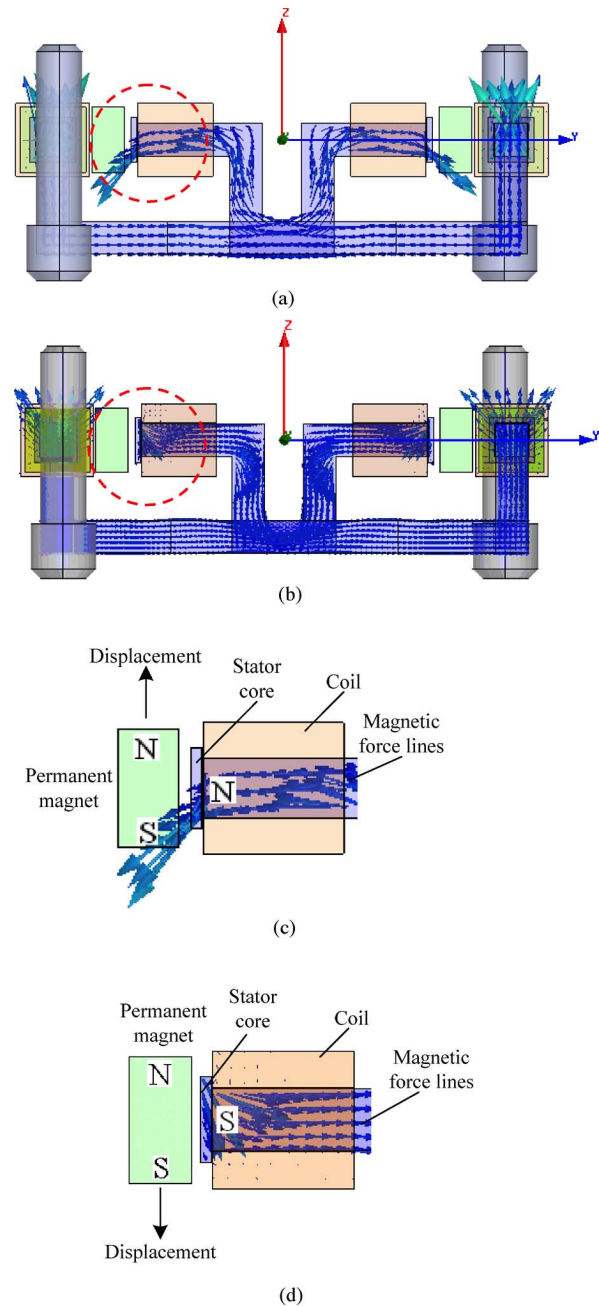 Z
Y
(a)
Z
Y
(b)
Displacement
Stator
core
Coil
Magnetic
force lines
Permanent
magnet
N
N
S
(c)
Permanent
magnet
Stator
core
Coil
Magnetic
force lines
N
S
S
Displacement
(d)